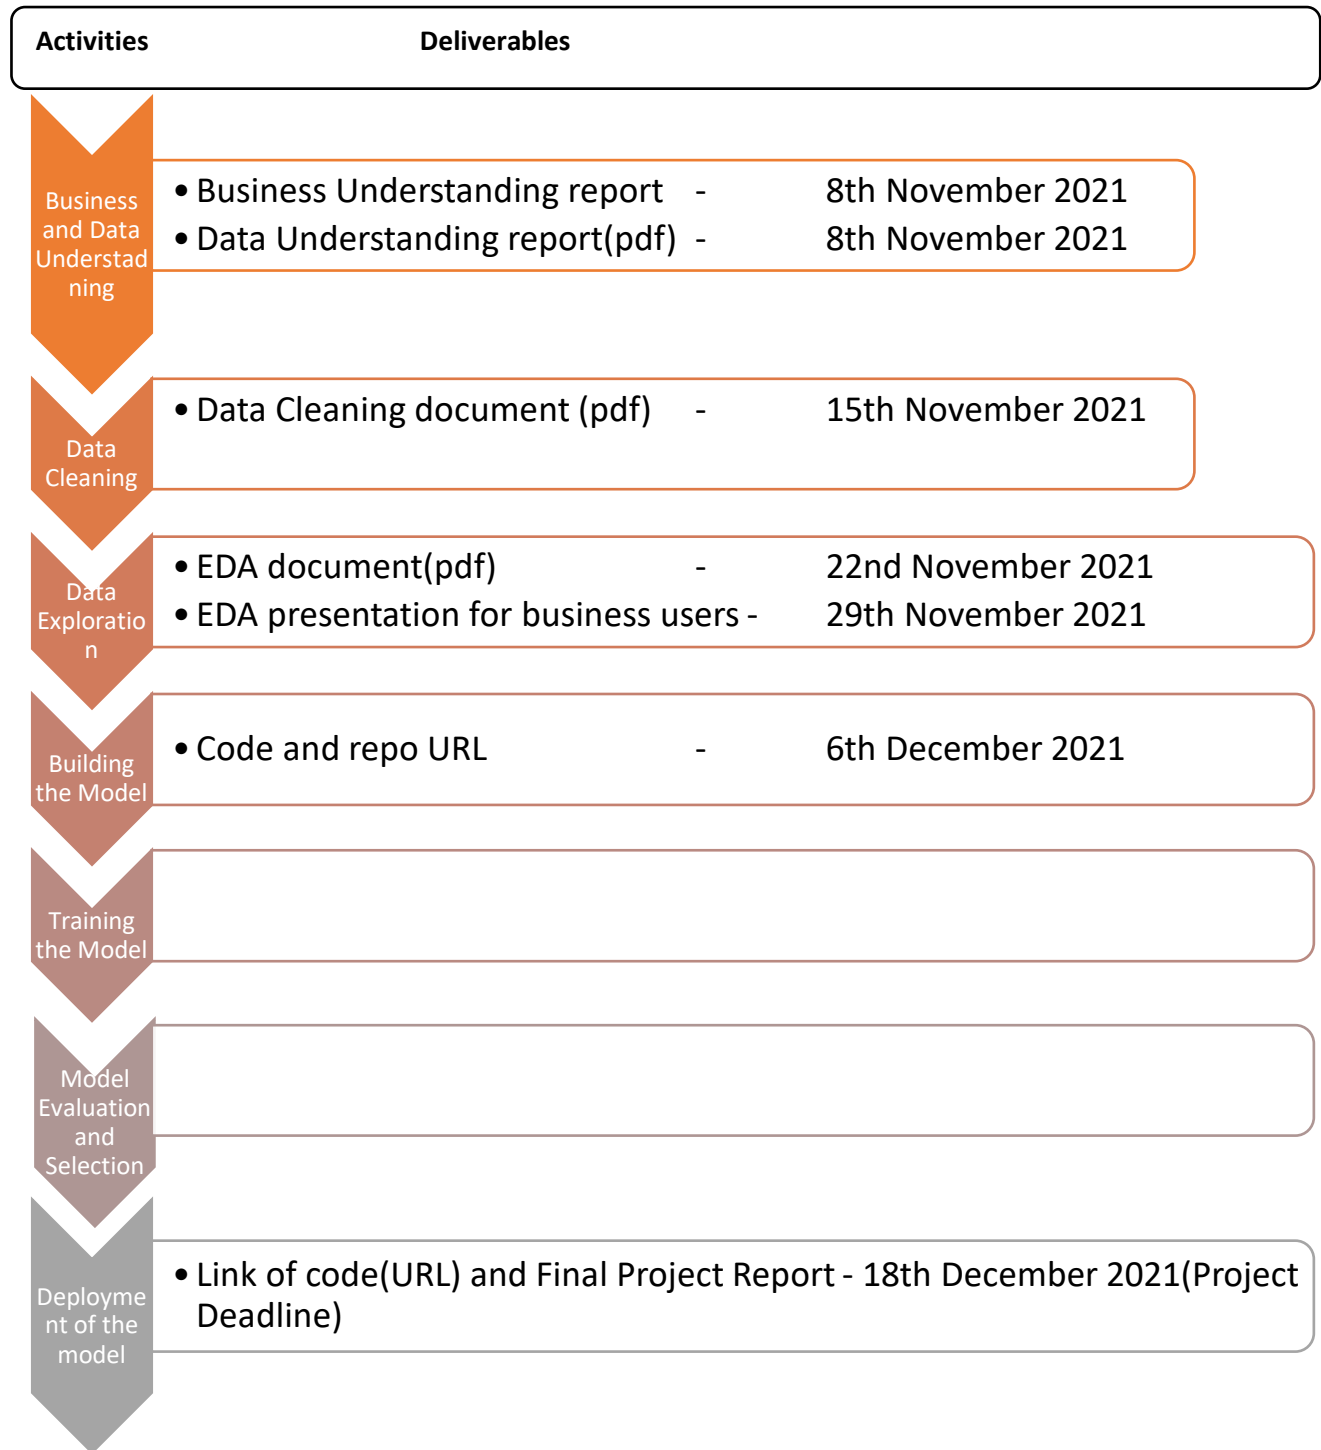 Activities Deliverables
Business
and Data
Understad
ning
• Business Understanding report - 8th November 2021
• Data Understanding report(pdf) - 8th November 2021
Data
Cleaning
• Data Cleaning document (pdf) - 15th November 2021
Data
Exploratio
n
• EDA document(pdf) - 22nd November 2021
• EDA presentation for business users - 29th November 2021
Building
the Model
• Code and repo URL - 6th December 2021
Training
the Model
Model
Evaluation
and
Selection
Deployme
nt of the
model
• Link of code(URL) and Final Project Report - 18th December 2021(Project
Deadline)